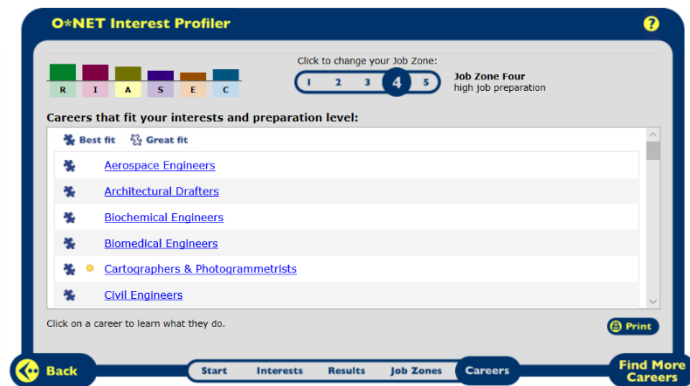 O*NET Interest Profiler
?
Click to change your Job Zone:
1 2 3 4 5
Job Zone Four
high job preparation
R I A S E C
Careers that fit your interests and preparation level:
Best fit Great fit
Aerospace Engineers
Architectural Drafters
Biochemical Engineers
Biomedical Engineers
Cartographers & Photogrammetrists
Civil Engineers
Click on a career to learn what they do.
Print
Back
Start Interests Results Job Zones Careers
Find More
Careers